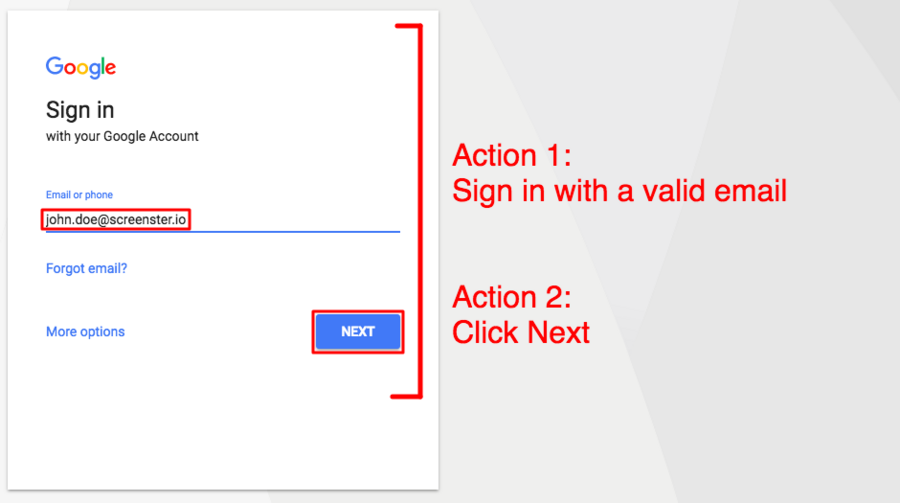 Google
Sign in
with your Google Account
Email or phone
john.doe@screenster.io
Forgot email?
More options
NEXT
Action 1:
Sign in with a valid email
Action 2:
Click Next